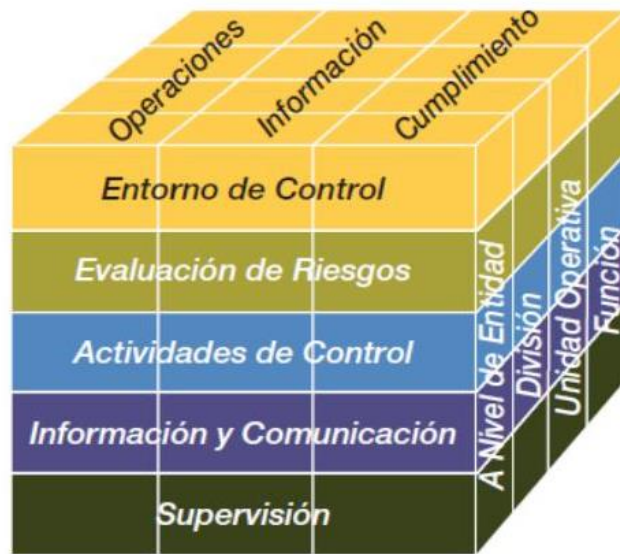 Operaciones
Información
Cumplimiento
Entorno de Control
Evaluación de Riesgos
Actividades de Control
Información y Comunicación
Supervisión
A Nivel de Entidad
División
Unidad Operativa
Función